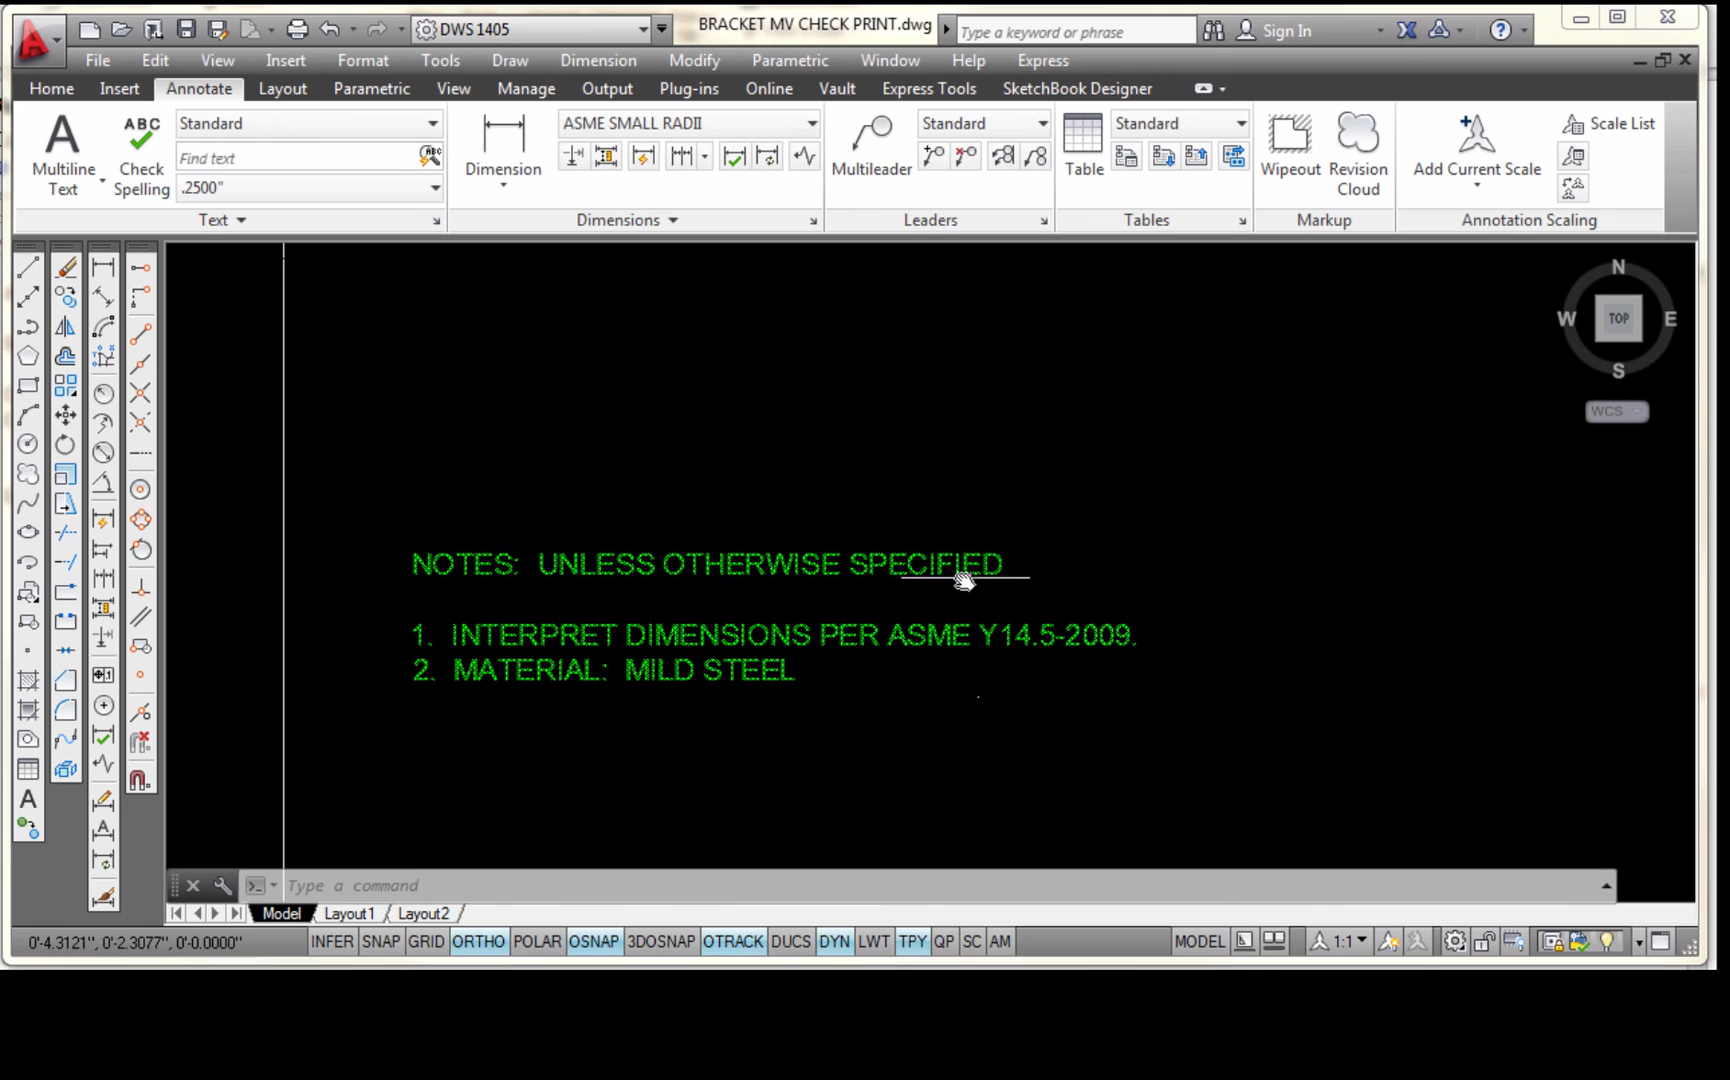 DWS 1405
BRACKET MV CHECK PRINT.dwg
Type a keyword or phrase
Sign In
File Edit View Insert Format Tools Draw Dimension Modify Parametric Window Help Express
Home Insert Annotate Layout Parametric View Manage Output Plug-ins Online Vault Express Tools SketchBook Designer
A
Multiline
Text
ABC
Check
Spelling
Standard
Find text
ABC
.2500"
Text
Dimension
ASME SMALL RADII
Dimensions
Multileader
Standard
Leaders
Table
Standard
Tables
Wipeout
Revision
Cloud
Markup
Add Current Scale
Scale List
Annotation Scaling
N
W TOP E
S
WCS
NOTES: UNLESS OTHERWISE SPECIFIED
1. INTERPRET DIMENSIONS PER ASME Y14.5-2009.
2. MATERIAL: MILD STEEL
Type a command
Model Layout1 Layout2
0'-4.3121", 0'-2.3077", 0'-0.0000"
INFER SNAP GRID ORTHO POLAR OSNAP 3DOSNAP OTRACK DUCS DYN LWT TPY QP SC AM
MODEL
1:1